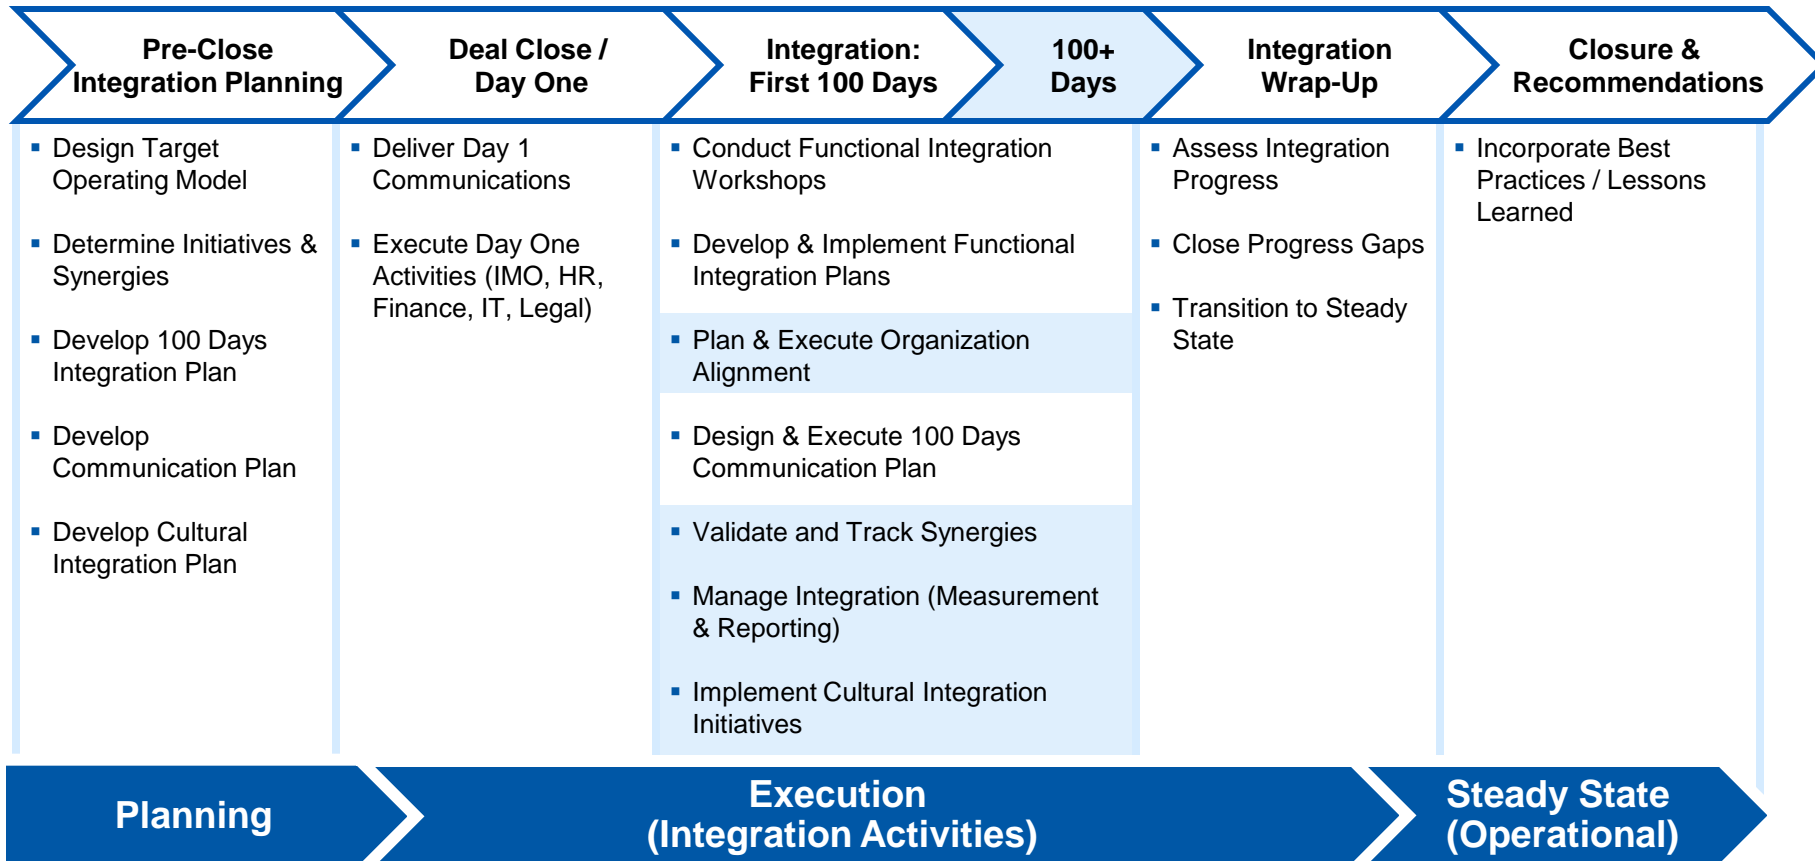 Pre-Close
Integration Planning
Deal Close /
Day One
Integration:
First 100 Days
100+
Days
Integration
Wrap-Up
Closure &
Recommendations
▪ Design Target
Operating Model
▪ Determine Initiatives &
Synergies
▪ Develop 100 Days
Integration Plan
▪ Develop
Communication Plan
▪ Develop Cultural
Integration Plan
▪ Deliver Day 1
Communications
▪ Execute Day One
Activities (IMO, HR,
Finance, IT, Legal)
▪ Conduct Functional Integration
Workshops
▪ Develop & Implement Functional
Integration Plans
▪ Plan & Execute Organization
Alignment
▪ Design & Execute 100 Days
Communication Plan
▪ Validate and Track Synergies
▪ Manage Integration (Measurement
& Reporting)
▪ Implement Cultural Integration
Initiatives
▪ Assess Integration
Progress
▪ Close Progress Gaps
▪ Transition to Steady
State
▪ Incorporate Best
Practices / Lessons
Learned
Planning
Execution
(Integration Activities)
Steady State
(Operational)